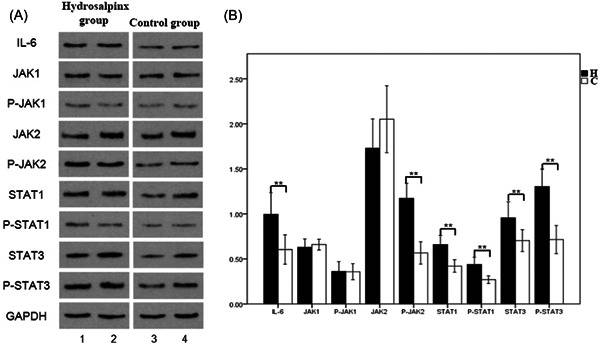 (A)
Hydrosalpinx
group
Control group
IL-6
JAK1
P-JAK1
JAK2
P-JAK2
STAT1
P-STAT1
STAT3
P-STAT3
GAPDH
1 2 3 4
(B)
H
C
2.50
2.00
1.50
1.00
0.50
0.00
**
**
**
**
**
**
IL-6 JAK1 P-JAK1 JAK2 P-JAK2 STAT1 P-STAT1 STAT3 P-STAT3